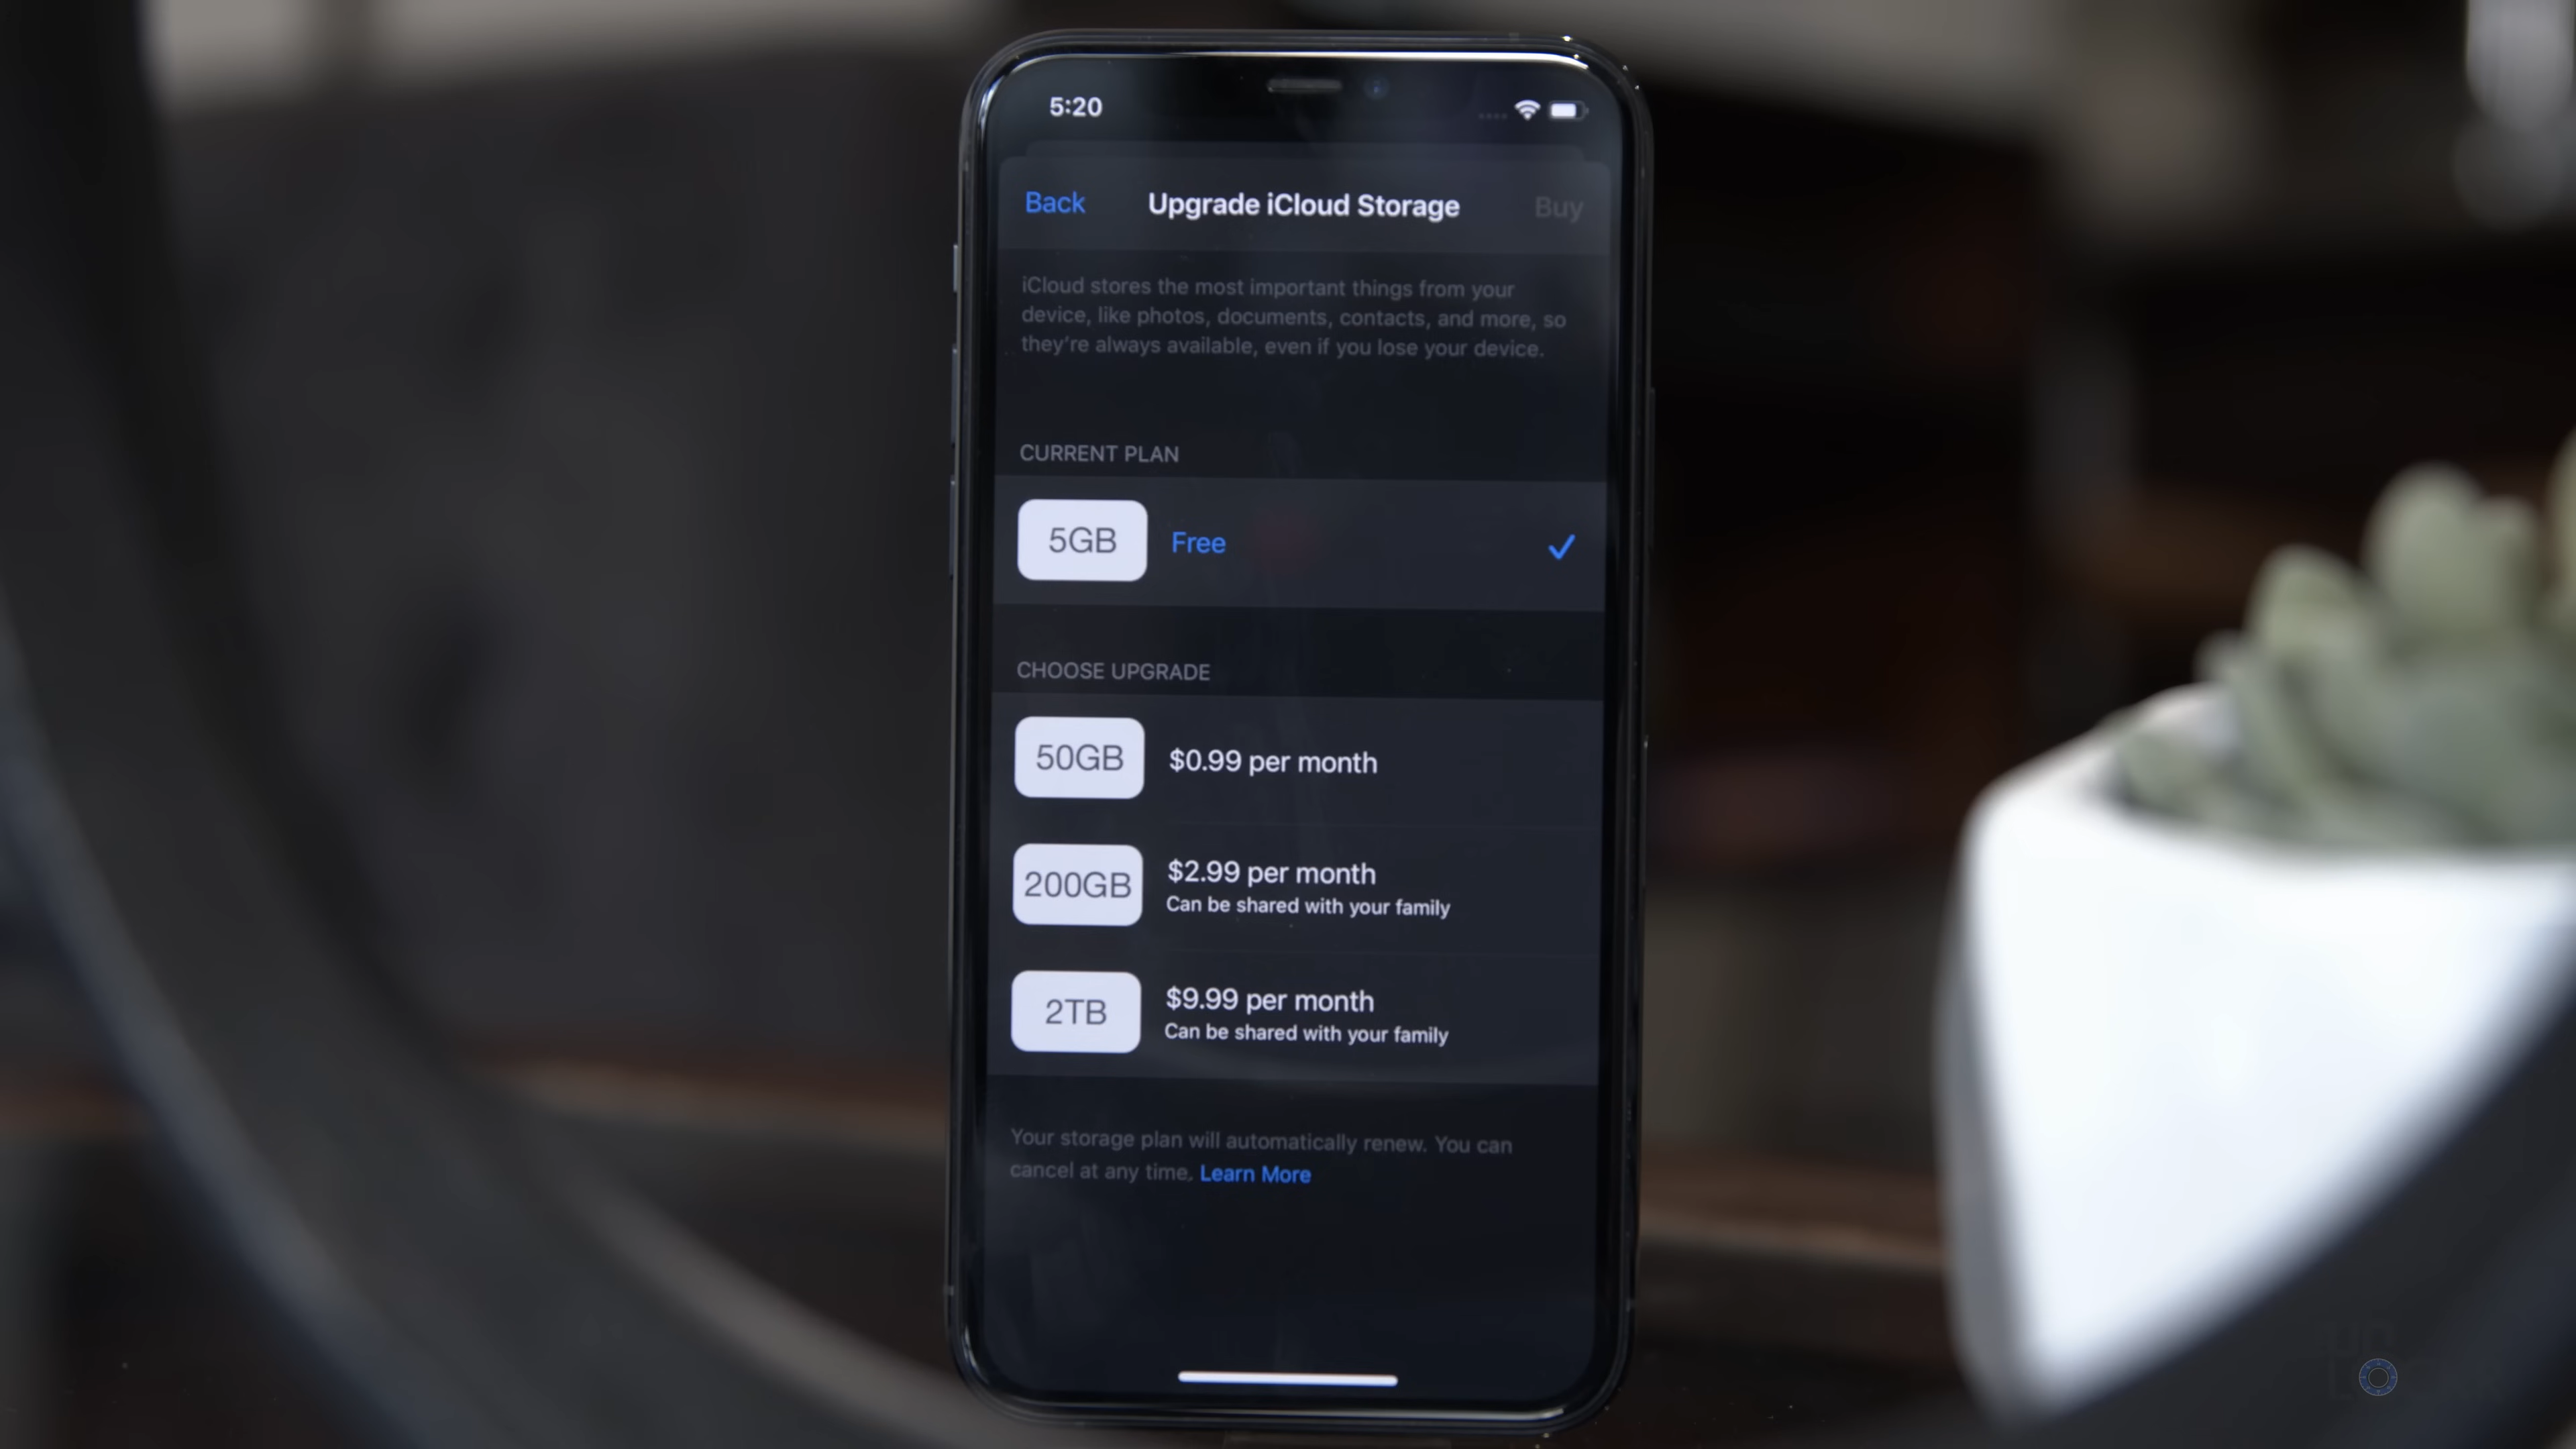 5:20
Back Upgrade iCloud Storage Buy
iCloud stores the most important things from your
device, like photos, documents, contacts, and more, so
they're always available, even if you lose your device.
CURRENT PLAN
5GB Free
CHOOSE UPGRADE
50GB $0.99 per month
200GB $2.99 per month
Can be shared with your family
2TB $9.99 per month
Can be shared with your family
Your storage plan will automatically renew. You can
cancel at any time. Learn More